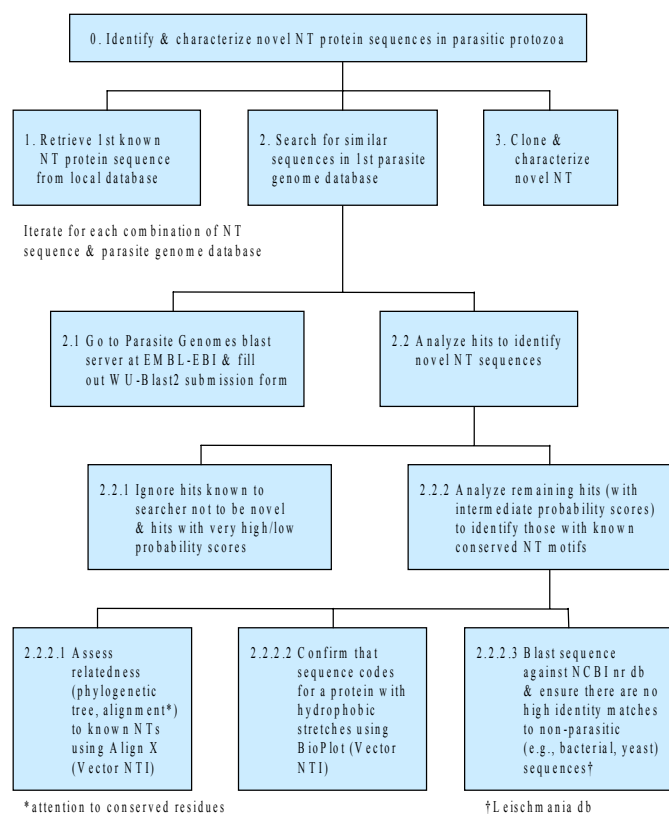 0. Identify & characterize novel NT protein sequences in parasitic protozoa
1. Retrieve 1st known
NT protein sequence
from local database
2. Search for similar
sequences in 1st parasite
genome database
3. Clone &
characterize
novel NT
Iterate for each combination of NT
sequence & parasite genome database
2.1 Go to Parasite Genomes blast
server at EMBL-EBI & fill
out WU-Blast2 submission form
2.2 Analyze hits to identify
novel NT sequences
2.2.1 Ignore hits known to
searcher not to be novel
& hits with very high/low
probability scores
2.2.2 Analyze remaining hits (with
intermediate probability scores)
to identify those with known
conserved NT motifs
2.2.2.1 Assess
relatedness
(phylogenetic
tree, alignment*)
to known NTs
using Align X
(Vector NTI)
2.2.2.2 Confirm that
sequence codes
for a protein with
hydrophobic
stretches using
BioPlot (Vector
NTI)
2.2.2.3 Blast sequence
against NCBI nr db
& ensure there are no
high identity matches
to non-parasitic
(e.g., bacterial, yeast)
sequences†
*attention to conserved residues
†Leischmania db